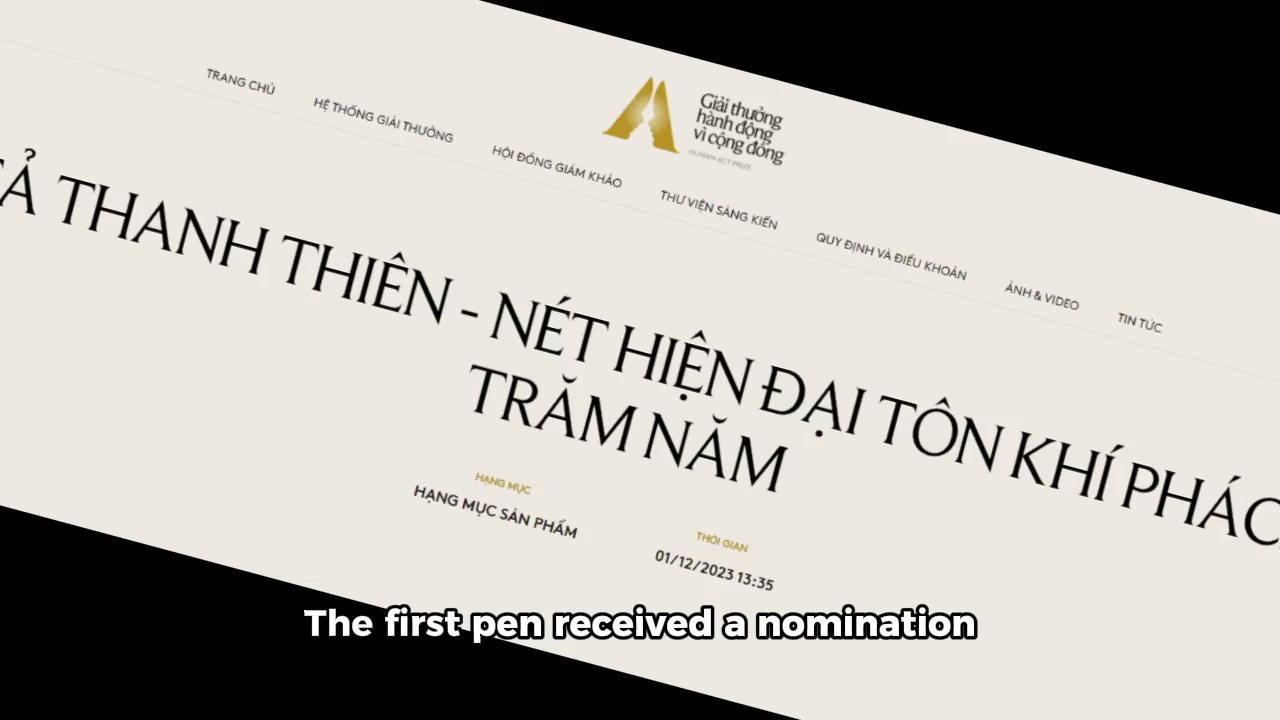 Giải thưởng
hành động
vì cộng đồng
HUMAN ACT PRIZE
TRANG CHỦ
HỆ THỐNG GIẢI THƯỞNG
HỘI ĐỒNG GIÁM KHẢO
THƯ VIỆN SÁNG KIẾN
QUY ĐỊNH VÀ ĐIỀU KHOẢN
ẢNH & VIDEO
TIN TỨC
Ả THANH THIÊN - NÉT HIỆN ĐẠI TÔN KHÍ PHÁC
TRĂM NĂM
HẠNG MỤC
HẠNG MỤC SẢN PHẨM
THỜI GIAN
01/12/2023 13:35
The first pen received a nomination